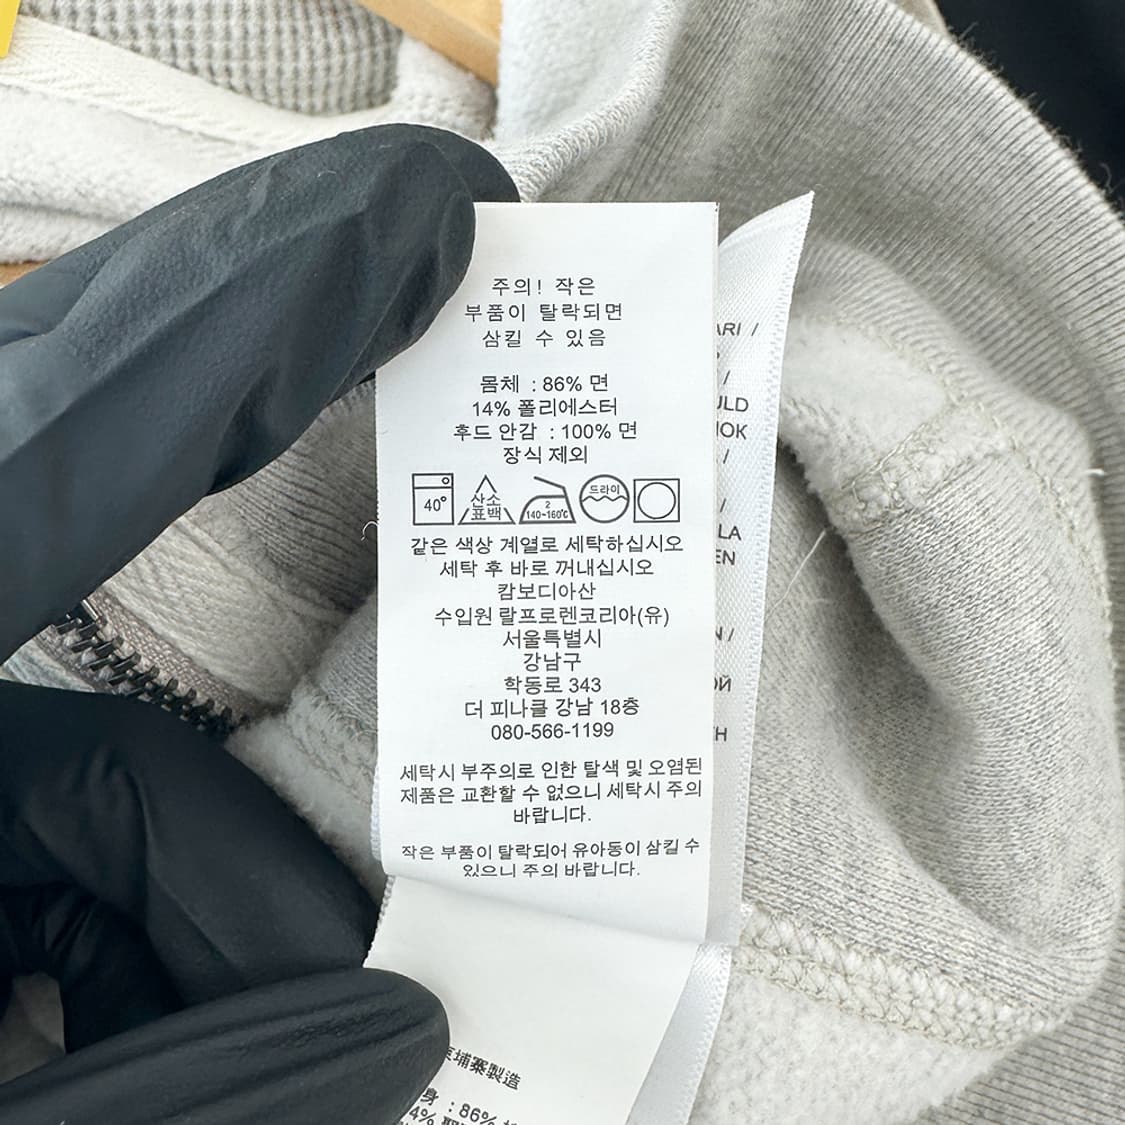 주의! 작은
부품이 탈락되면
삼킬 수 있음
몸체 : 86% 면
14% 폴리에스터
후드 안감 : 100% 면
장식 제외
40°
산소
표백
2
140~160℃
드라이
같은 색상 계열로 세탁하십시오
세탁 후 바로 꺼내십시오
캄보디아산
수입원 랄프로렌코리아(유)
서울특별시
강남구
학동로 343
더 피나클 강남 18층
080-566-1199
세탁시 부주의로 인한 탈색 및 오염된
제품은 교환할 수 없으니 세탁시 주의
바랍니다.
작은 부품이 탈락되어 유아동이 삼킬 수
있으니 주의 바랍니다.
埔寨製造
身 : 86%
4%